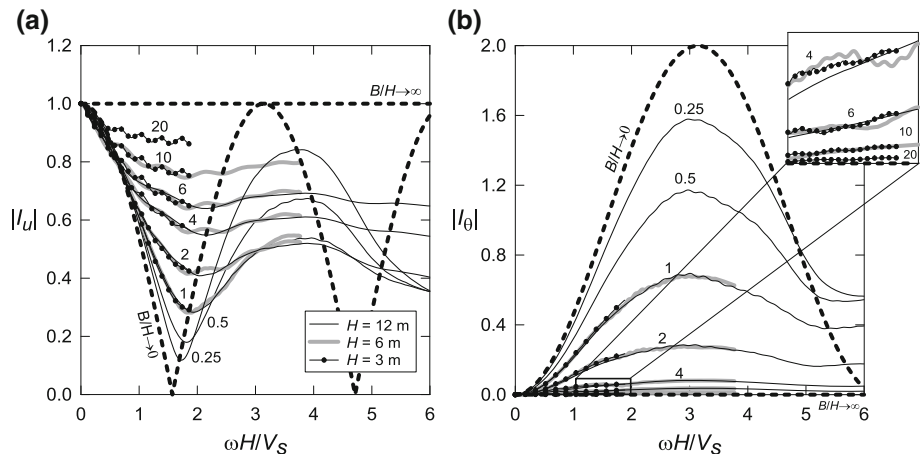 (a)
|I_u|
1.0
0.8
0.6
0.4
0.2
0.0
B/H→∞
20
10
6
4
2
1
0.5
0.25
B/H→0
H = 12 m
H = 6 m
H = 3 m
0 1 2 3 4 5 6
ωH/V_S
(b)
|I_θ|
2.0
1.6
1.2
0.8
0.4
0.0
B/H→0
0.25
0.5
1
2
4
B/H→∞
4
6
10
20
0 1 2 3 4 5 6
ωH/V_S